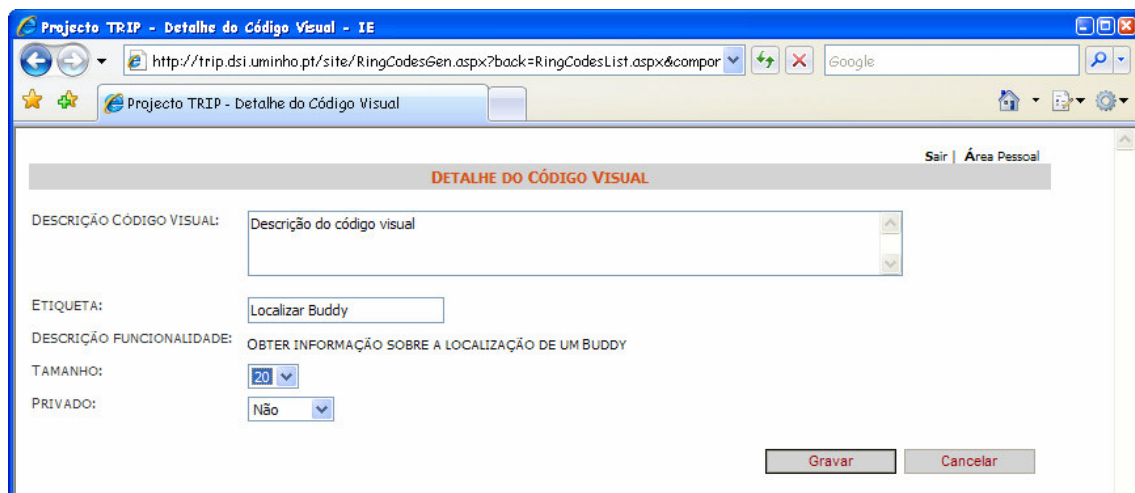 Projecto TRIP - Detalhe do Código Visual - IE
http://trip.dsi.uminho.pt/site/RingCodesGen.aspx?back=RingCodesList.aspx&compor
Google
Projecto TRIP - Detalhe do Código Visual
Sair | Área Pessoal
DETALHE DO CÓDIGO VISUAL
DESCRIÇÃO CÓDIGO VISUAL: Descrição do código visual
ETIQUETA: Localizar Buddy
DESCRIÇÃO FUNCIONALIDADE: OBTER INFORMAÇÃO SOBRE A LOCALIZAÇÃO DE UM BUDDY
TAMANHO: 20
PRIVADO: Não
Gravar Cancelar